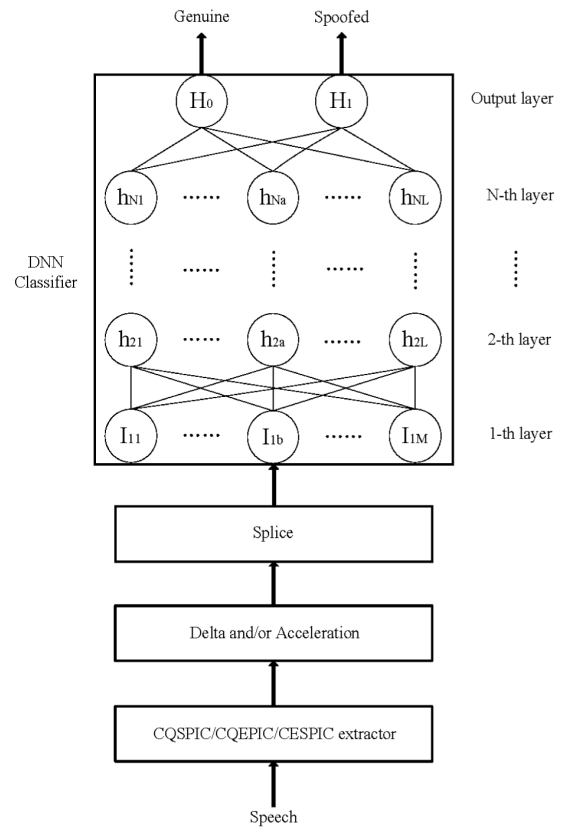 Genuine Spoofed
H0 H1 Output layer
hN1 ...... hNa ...... hNL N-th layer
DNN
Classifier
...... ......
h21 ...... h2a ...... h2L 2-th layer
I11 ...... I1b ...... I1M 1-th layer
Splice
Delta and/or Acceleration
CQSPIC/CQEPIC/CESPIC extractor
Speech